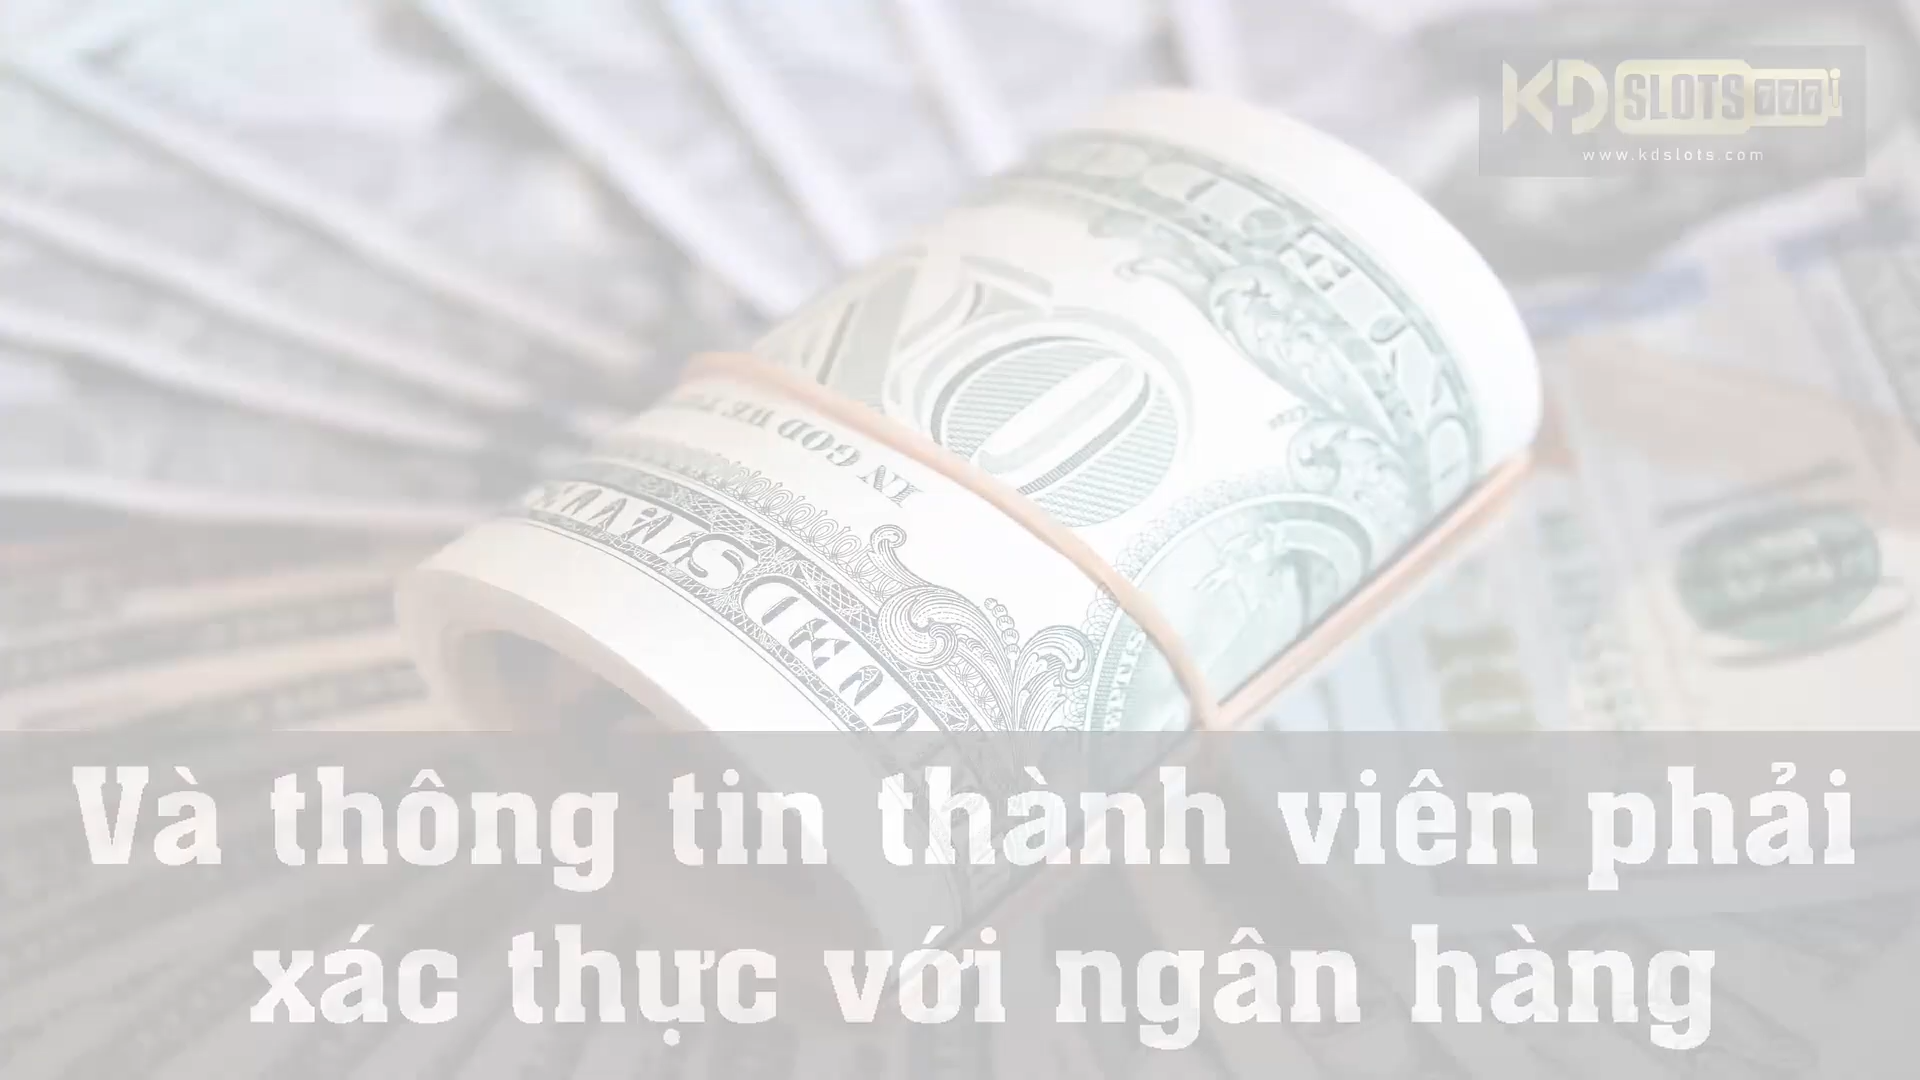 KD SLOTS 777
www.kdslots.com
IN GOD WE
Và thông tin thành viên phải
xác thực với ngân hàng